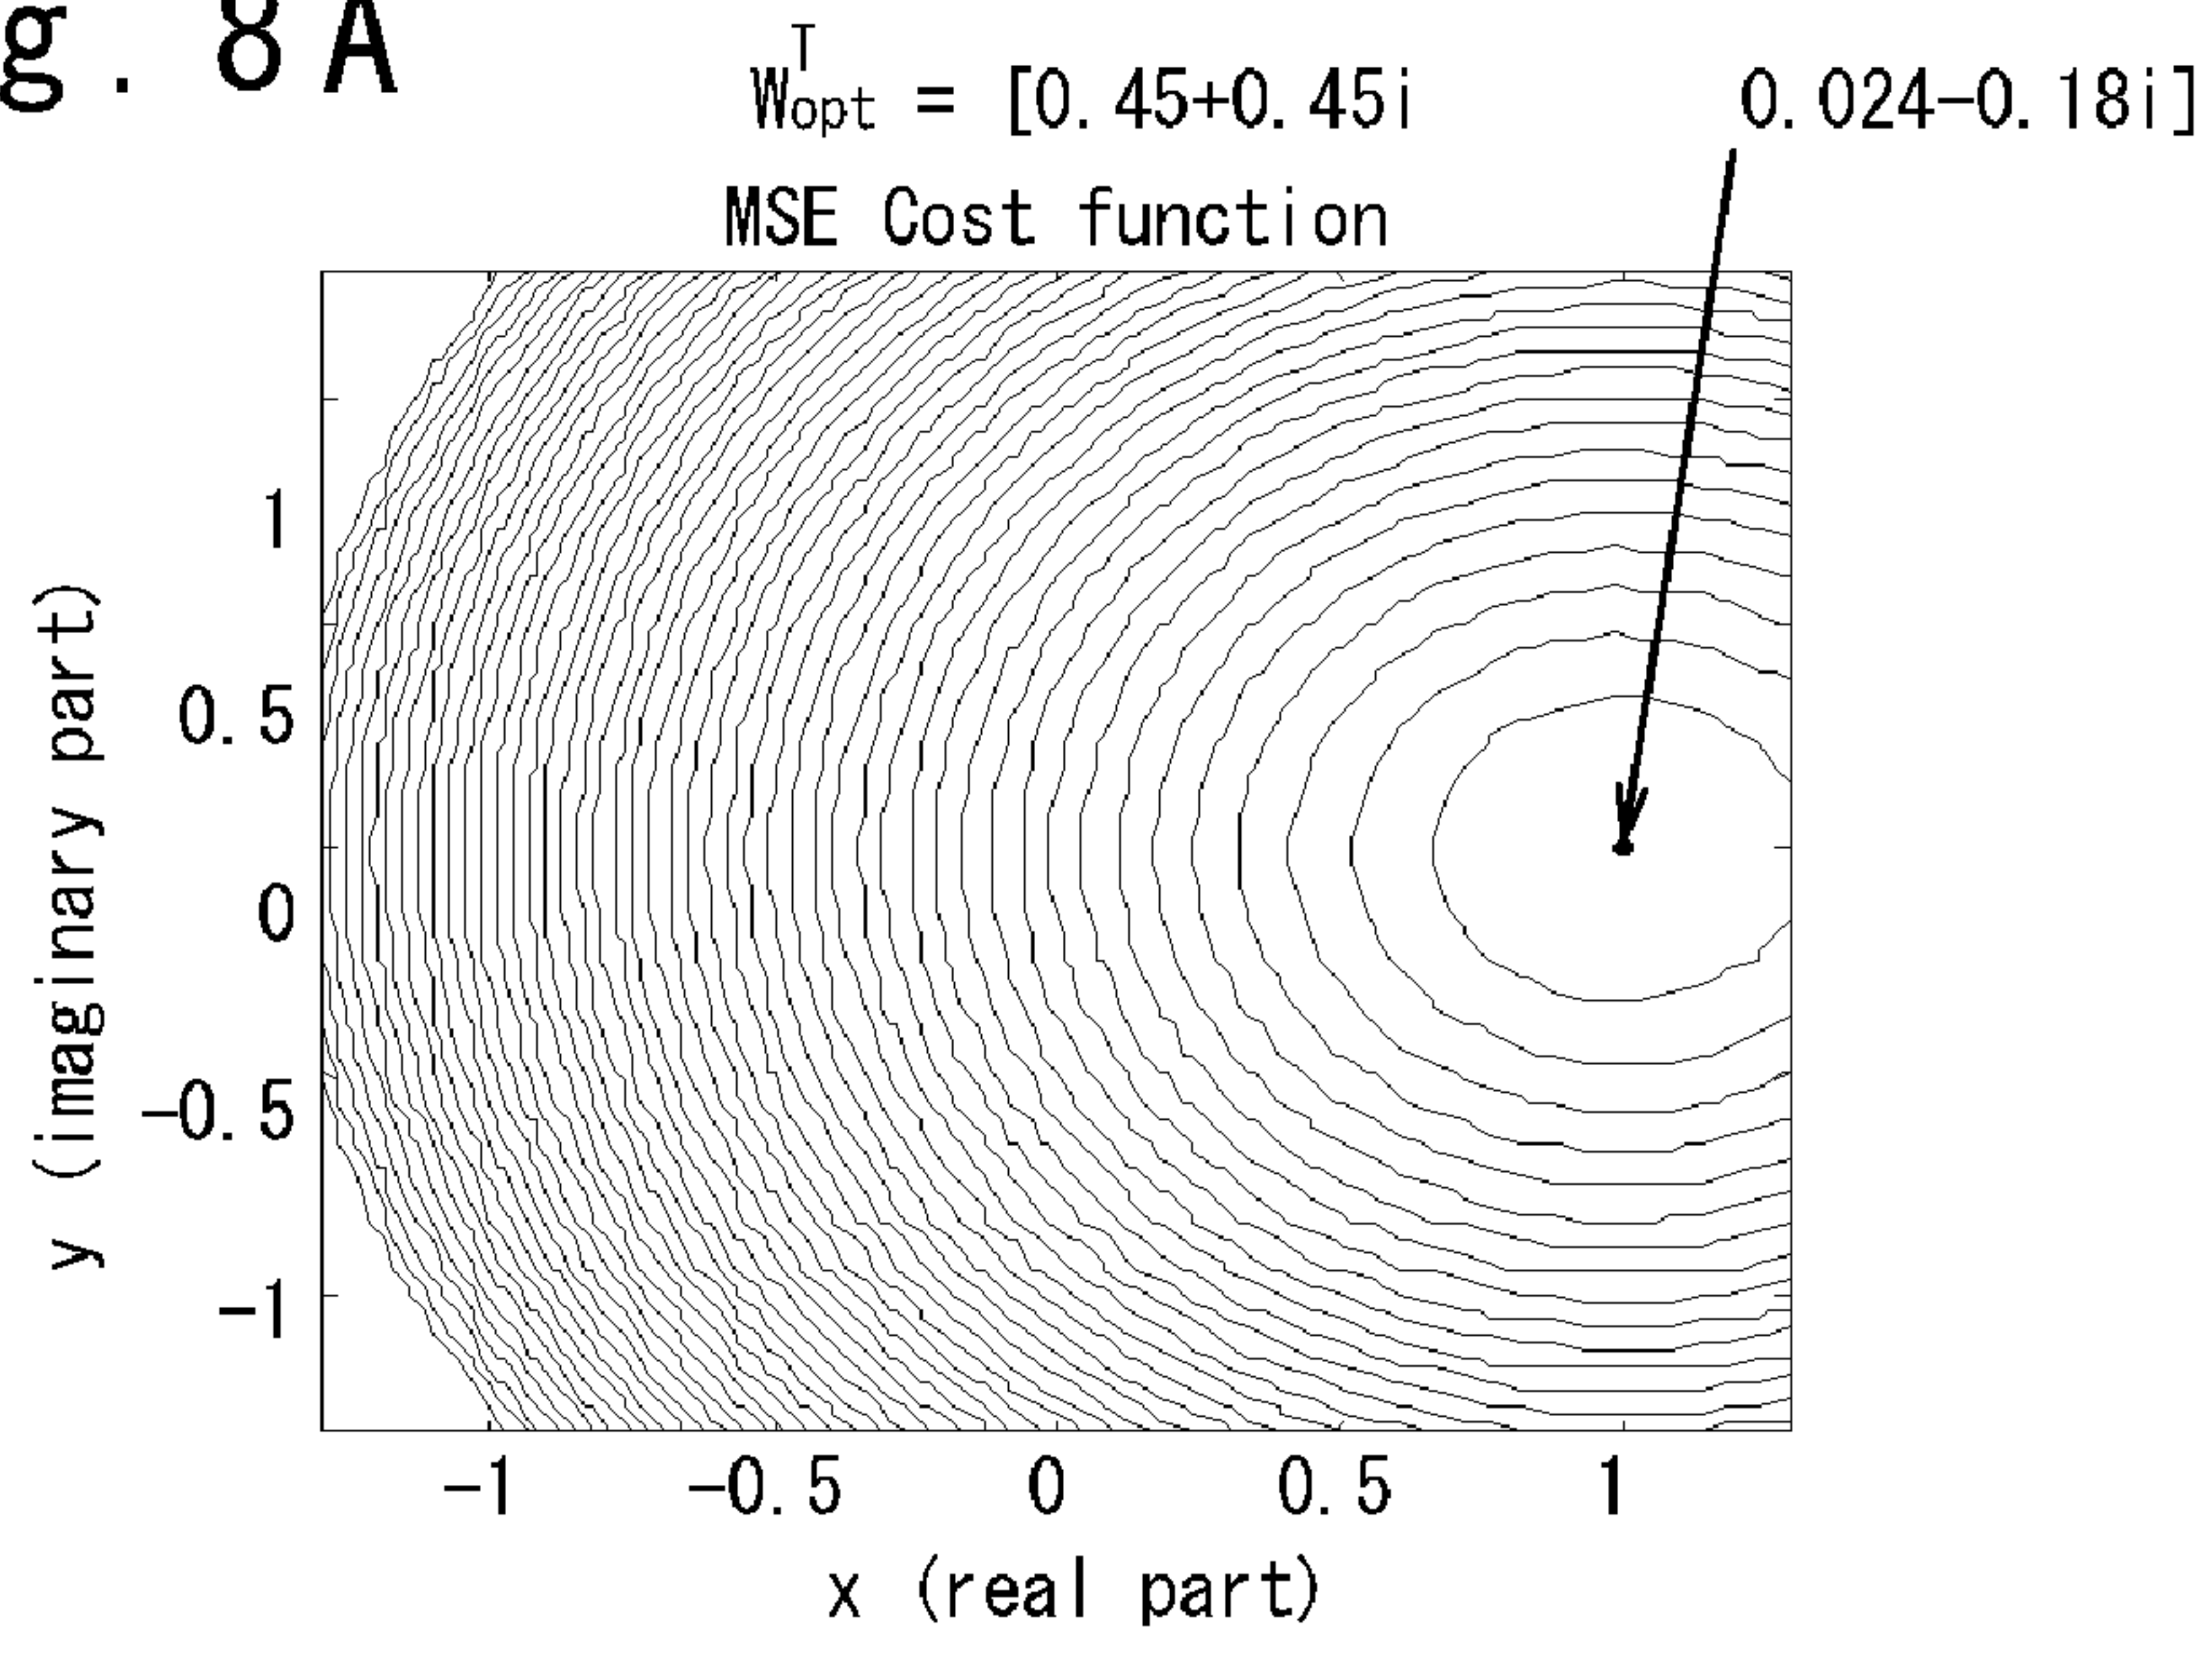 g. 8A
W^T_opt = [0.45+0.45i 0.024-0.18i]
MSE Cost function
y (imaginary part)
1
0.5
0
-0.5
-1
-1 -0.5 0 0.5 1
x (real part)